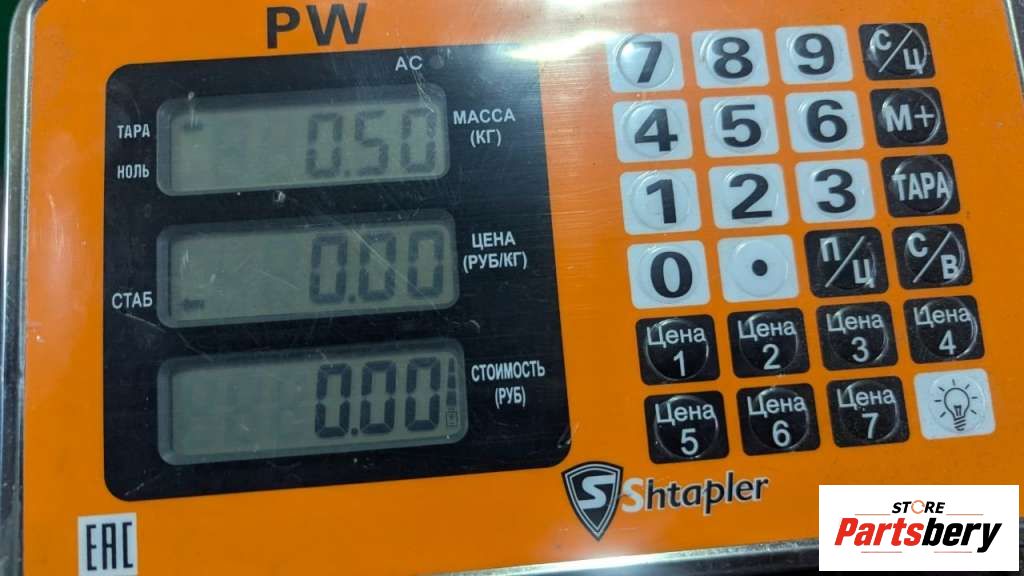 PW
AC
ТАРА
НОЛЬ
0.50
МАССА
(КГ)
0.00
ЦЕНА
(РУБ/КГ)
СТАБ
0.00
СТОИМОСТЬ
(РУБ)
7 8 9 С/Ц
4 5 6 М+
1 2 3 ТАРА
0 . П/Ц С/В
Цена 1
Цена 2
Цена 3
Цена 4
Цена 5
Цена 6
Цена 7
S Shtapler
EAC
STORE
Partsbery